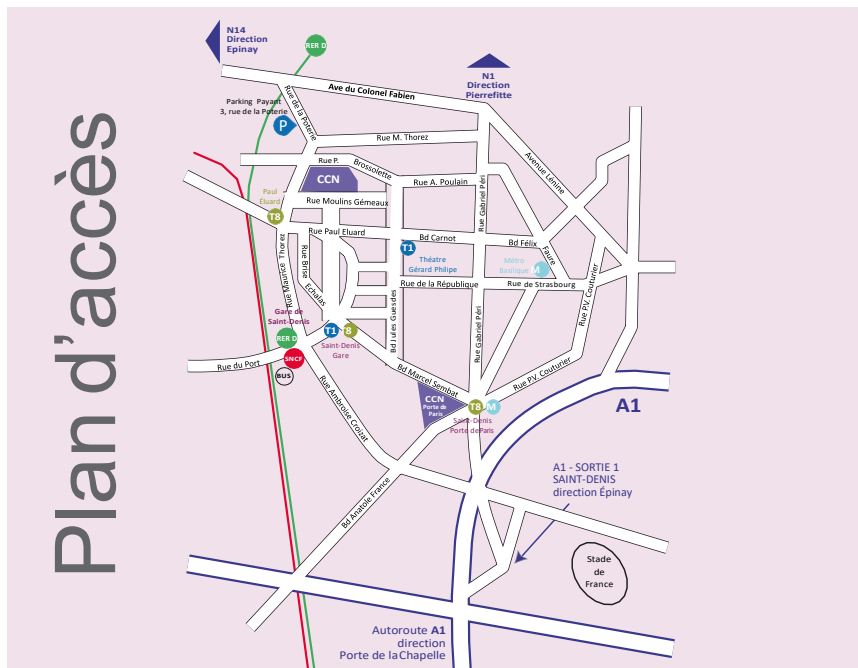 Plan d'accès
N14
Direction
Epinay
RER D
N1
Direction
Pierrefitte
Ave du Colonel Fabien
Parking Payant
3, rue de la Poterie
P
Rue de la Poterie
Rue M. Thorez
Rue P. Brossolette
CCN
Rue A. Poulain
Avenue Lénine
Paul
Eluard
T8
Rue Moulins Gémeaux
Rue Gabriel Péri
Rue Paul Eluard
Bd Carnot
Bd Félix Faure
T1
Théatre
Gérard Philipe
Métro
Basilique
M
Rue Maurice Thorez
Rue Brise Echalas
Rue de la République
Rue de Strasbourg
Rue P.V. Couturier
Gare de
Saint-Denis
RER D
SNCF
BUS
T1
T8
Saint-Denis
Gare
Bd Jules Guesdes
Rue Gabriel Péri
Rue du Port
Bd Marcel Sembat
Rue P.V. Couturier
Rue Ambroise Croizat
CCN
Porte de
Paris
T8
M
Saint-Denis
Porte deParis
A1
A1 - SORTIE 1
SAINT-DENIS
direction Épinay
Bd Anatole France
Stade
de
France
Autoroute A1
direction
Porte de laChapelle